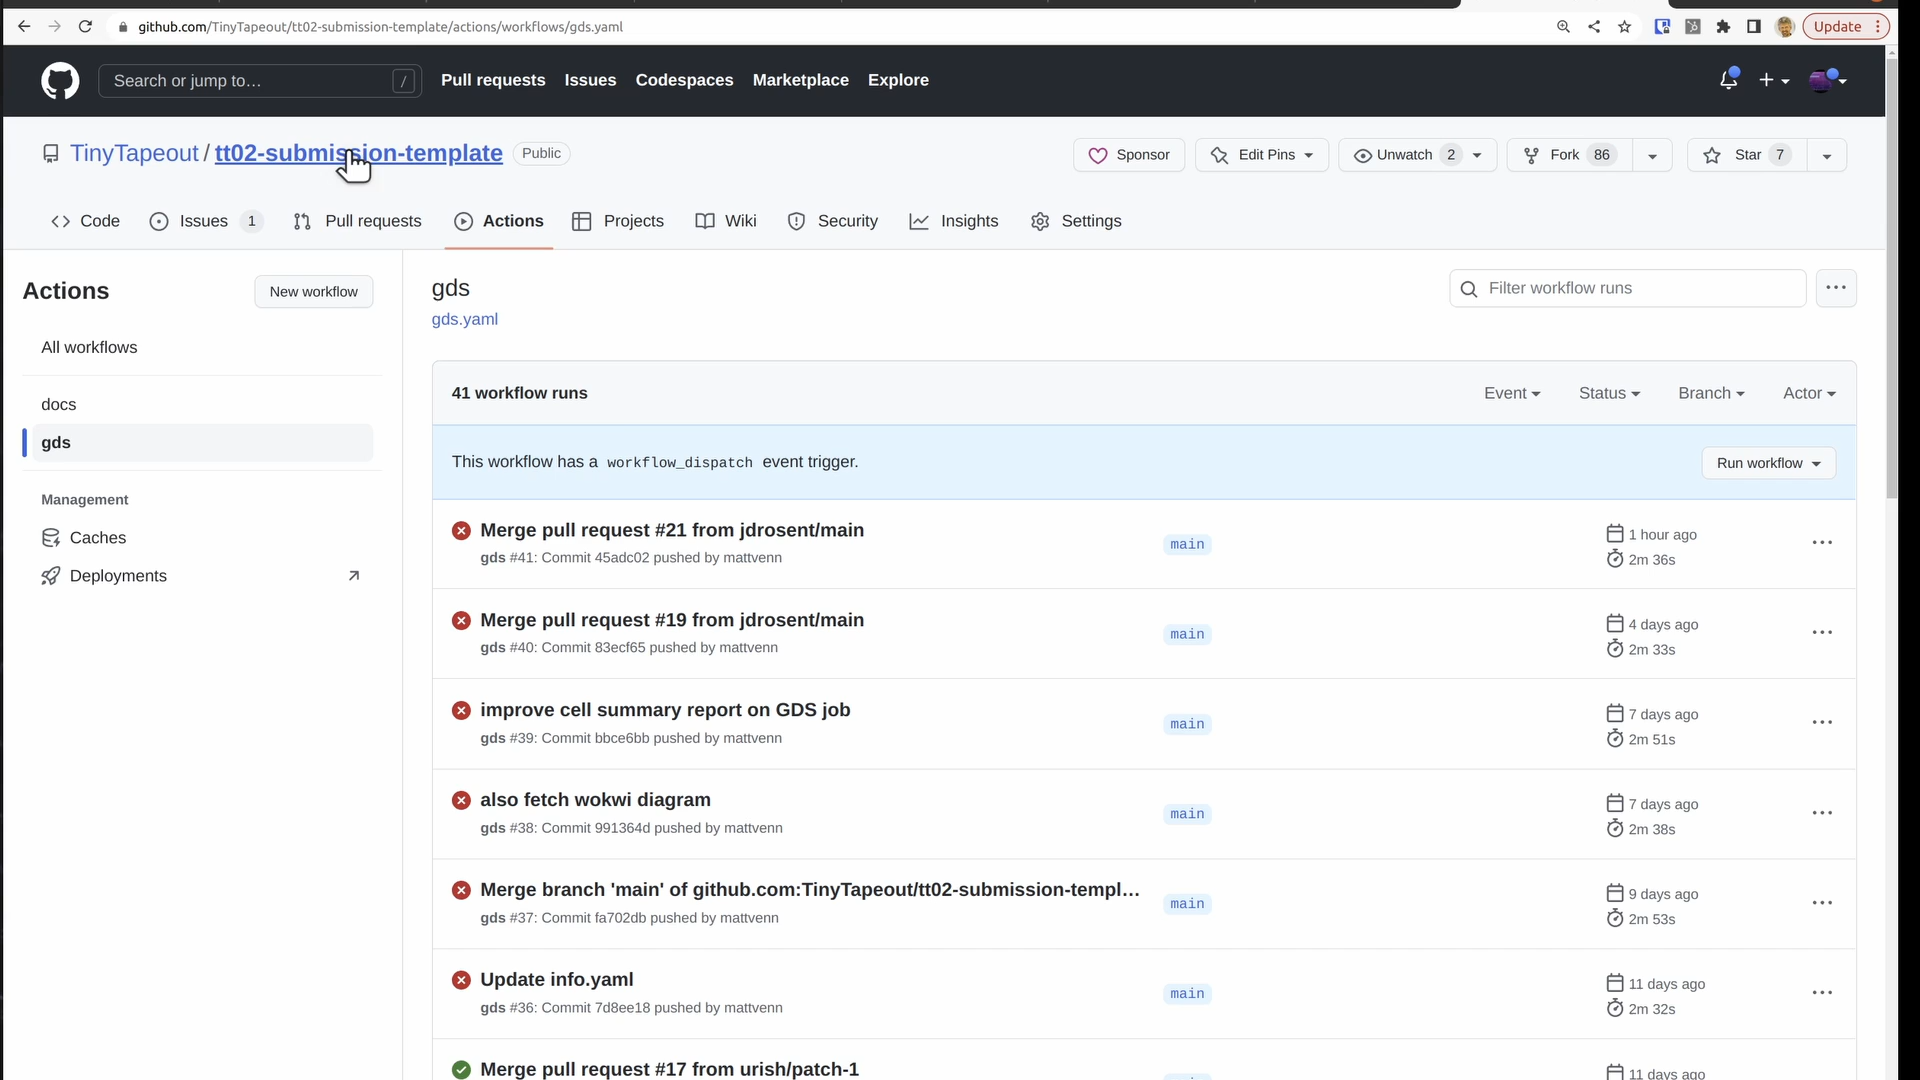 github.com/TinyTapeout/tt02-submission-template/actions/workflows/gds.yaml
Update
Search or jump to…
/
Pull requests
Issues
Codespaces
Marketplace
Explore
TinyTapeout / tt02-submission-template
Public
Sponsor
Edit Pins
Unwatch 2
Fork 86
Star 7
Code
Issues 1
Pull requests
Actions
Projects
Wiki
Security
Insights
Settings
Actions
New workflow
All workflows
docs
gds
Management
Caches
Deployments
gds
gds.yaml
Filter workflow runs
41 workflow runs
Event
Status
Branch
Actor
This workflow has a workflow_dispatch event trigger.
Run workflow
Merge pull request #21 from jdrosent/main
gds #41: Commit 45adc02 pushed by mattvenn
main
1 hour ago
2m 36s
Merge pull request #19 from jdrosent/main
gds #40: Commit 83ecf65 pushed by mattvenn
main
4 days ago
2m 33s
improve cell summary report on GDS job
gds #39: Commit bbce6bb pushed by mattvenn
main
7 days ago
2m 51s
also fetch wokwi diagram
gds #38: Commit 991364d pushed by mattvenn
main
7 days ago
2m 38s
Merge branch 'main' of github.com:TinyTapeout/tt02-submission-templ…
gds #37: Commit fa702db pushed by mattvenn
main
9 days ago
2m 53s
Update info.yaml
gds #36: Commit 7d8ee18 pushed by mattvenn
main
11 days ago
2m 32s
Merge pull request #17 from urish/patch-1
11 days ago